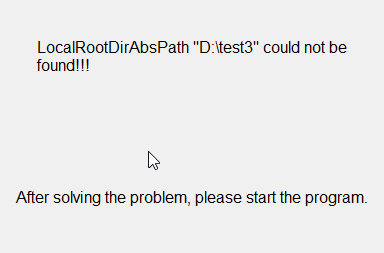 LocalRootDirAbsPath "D:\test3" could not be
found!!!
After solving the problem, please start the program.